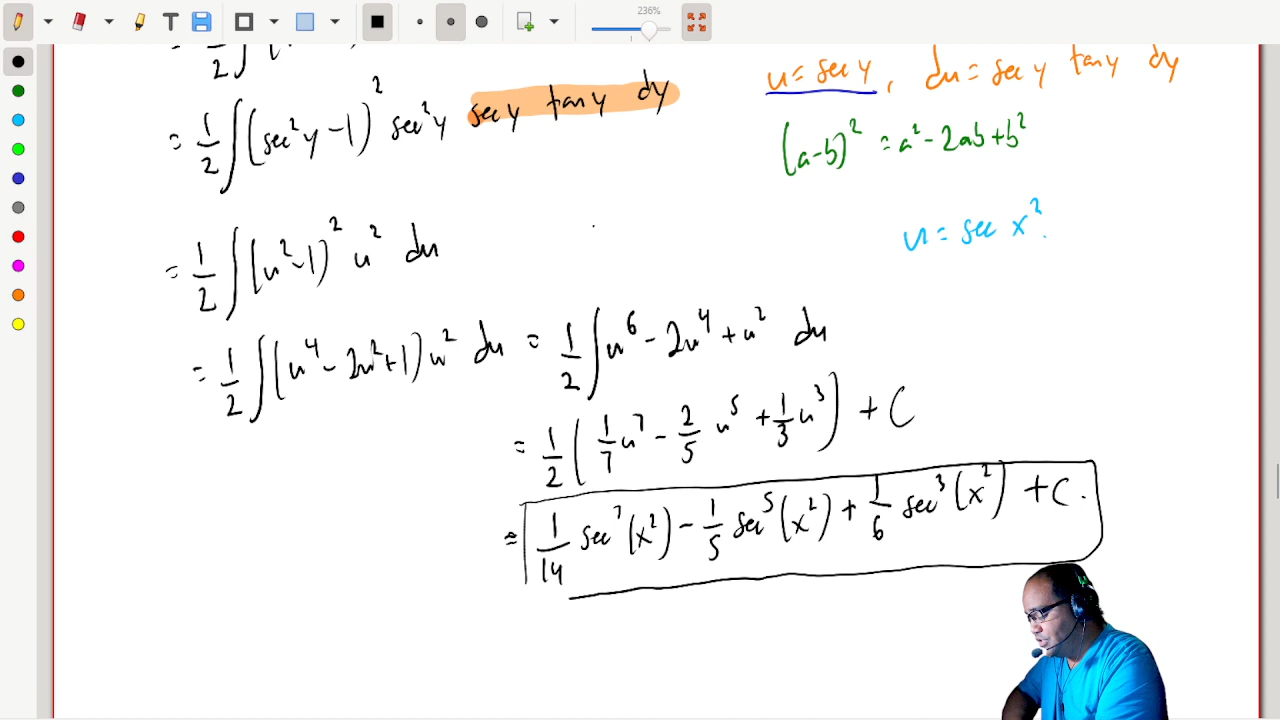 236%
= 1/2 ∫ (
= 1/2 ∫ (sec²y − 1)² sec²y sec y tan y dy
u = sec y, du = sec y tan y dy
(a−b)² = a² − 2ab + b²
u = sec x².
= 1/2 ∫ (u² − 1)² u² du
= 1/2 ∫ (u⁴ − 2u² + 1) u² du = 1/2 ∫ u⁶ − 2u⁴ + u² du
= 1/2 ( 1/7 u⁷ − 2/5 u⁵ + 1/3 u³ ) + C
= 1/14 sec⁷(x²) − 1/5 sec⁵(x²) + 1/6 sec³(x²) + C.